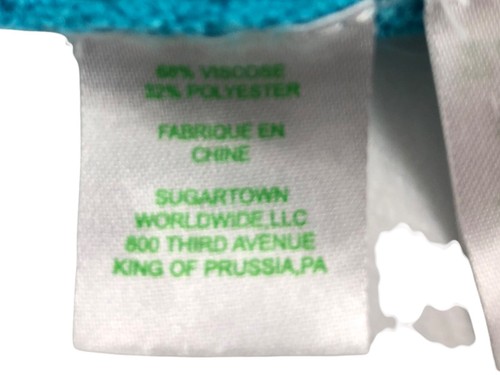 68% VISCOSE
32% POLYESTER
FABRIQUE EN
CHINE
SUGARTOWN
WORLDWIDE,LLC
800 THIRD AVENUE
KING OF PRUSSIA,PA